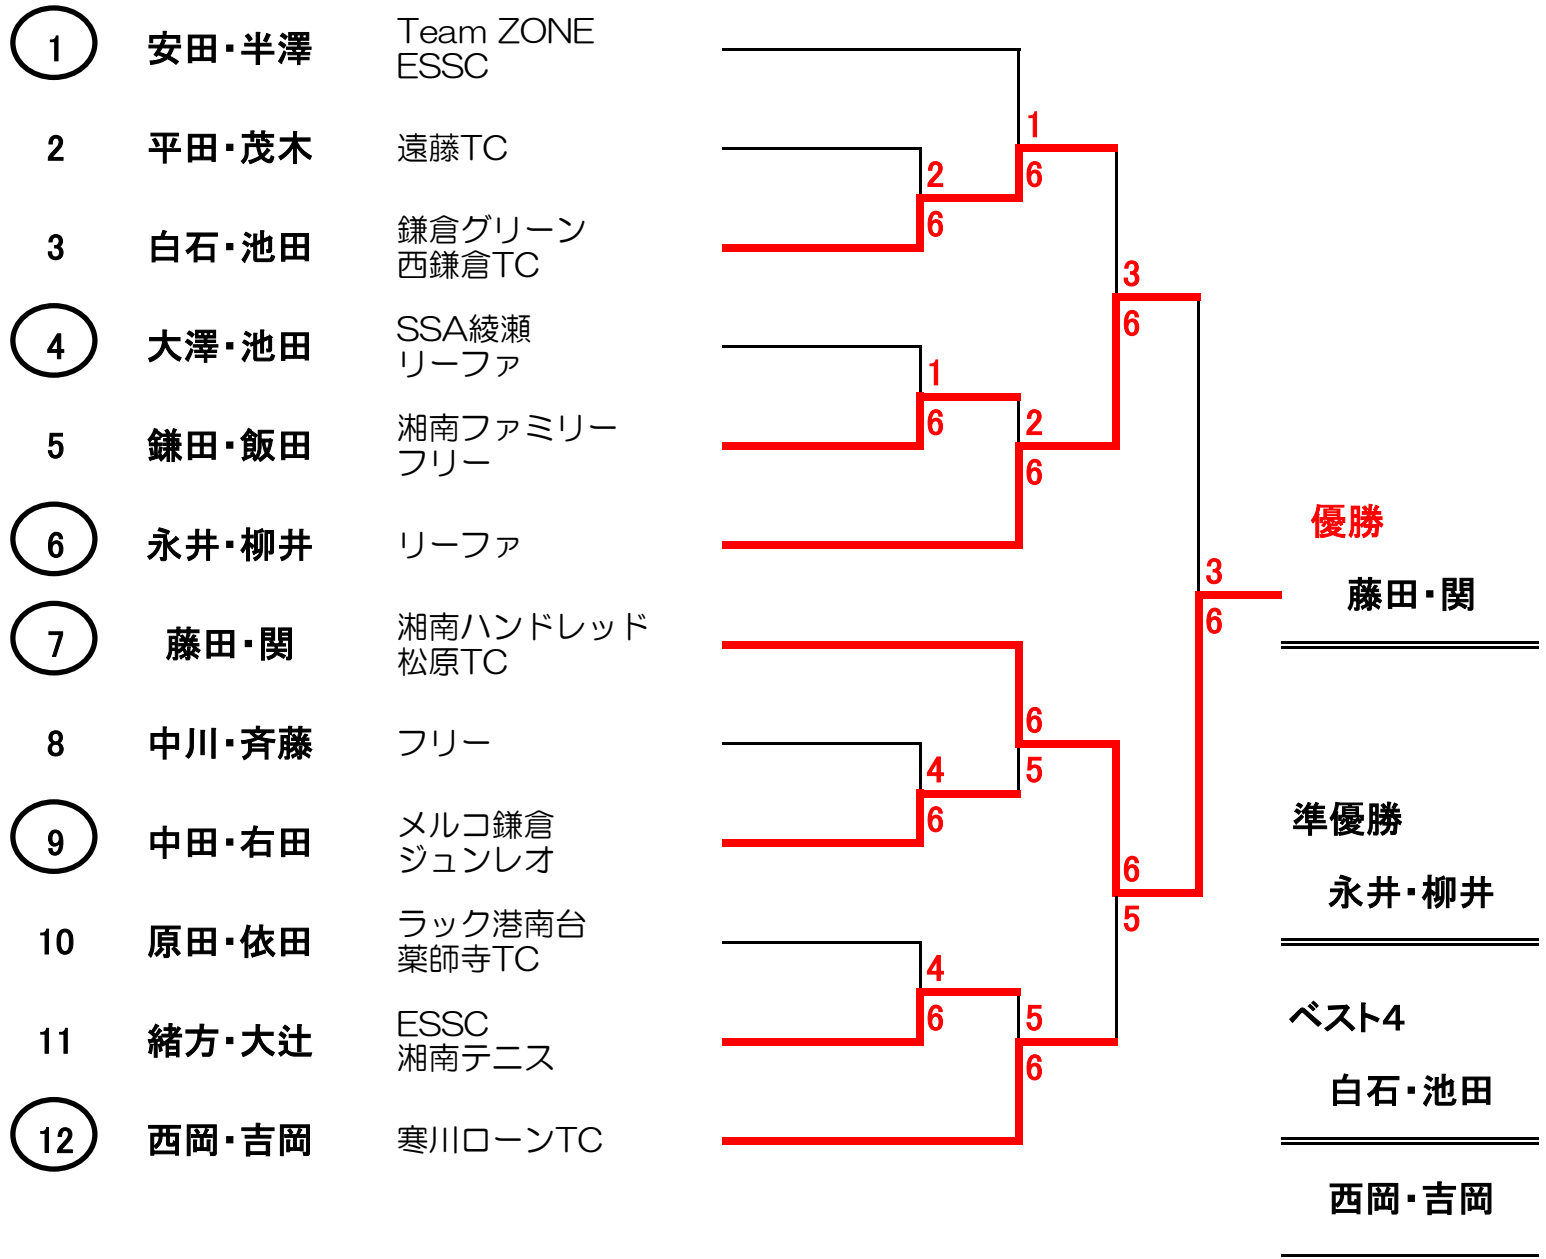 1 安田・半澤 Team ZONE
ESSC
1
2 平田・茂木 遠藤TC
2
6
3 白石・池田 鎌倉グリーン
西鎌倉TC
6
3
4 大澤・池田 SSA綾瀬
リーファ
6
1
5 鎌田・飯田 湘南ファミリー
フリー
6
2
6
6 永井・柳井 リーファ
優勝
3
藤田・関
6
7 藤田・関 湘南ハンドレッド
松原TC
6
8 中川・斉藤 フリー
4
5
9 中田・右田 メルコ鎌倉
ジュンレオ
6
準優勝
6
永井・柳井
5
10 原田・依田 ラック港南台
薬師寺TC
4
11 緒方・大辻 ESSC
湘南テニス
6
5
6
ベスト4
白石・池田
12 西岡・吉岡 寒川ローンTC
西岡・吉岡